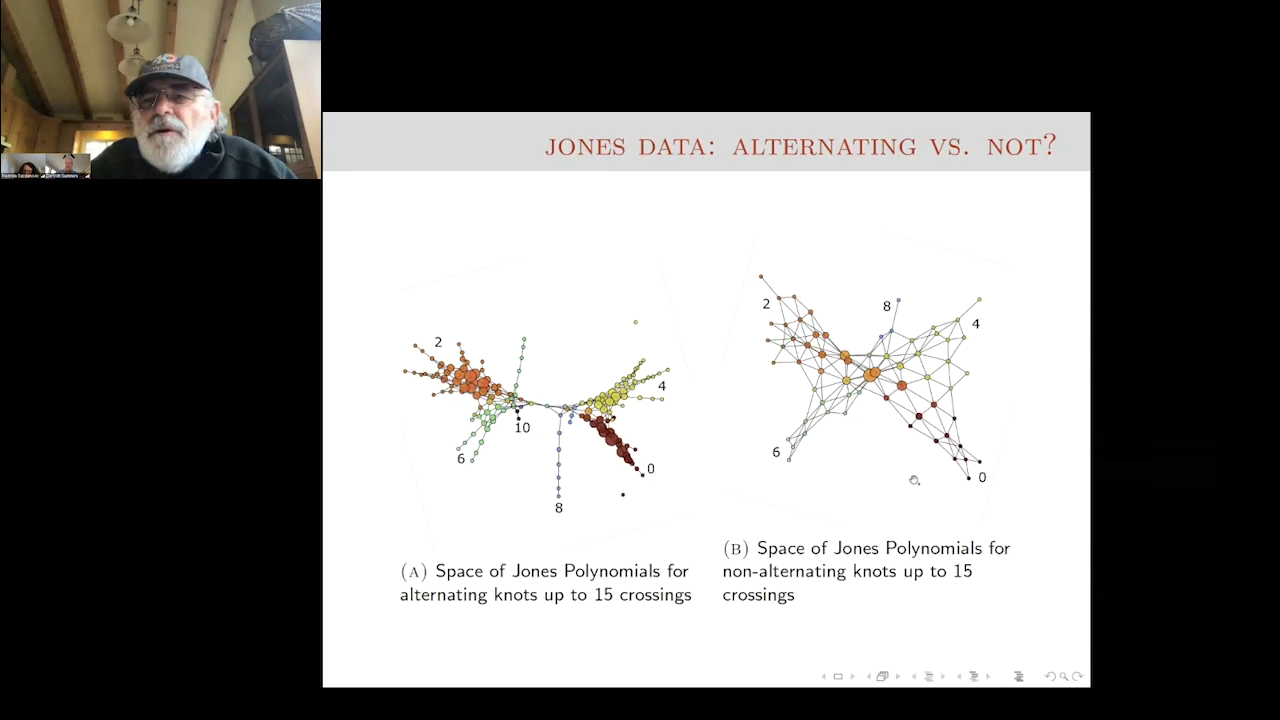 JONES DATA: ALTERNATING VS. NOT?
2
4
10
6
0
8
2
8
4
6
0
(A) Space of Jones Polynomials for
alternating knots up to 15 crossings
(B) Space of Jones Polynomials for
non-alternating knots up to 15
crossings